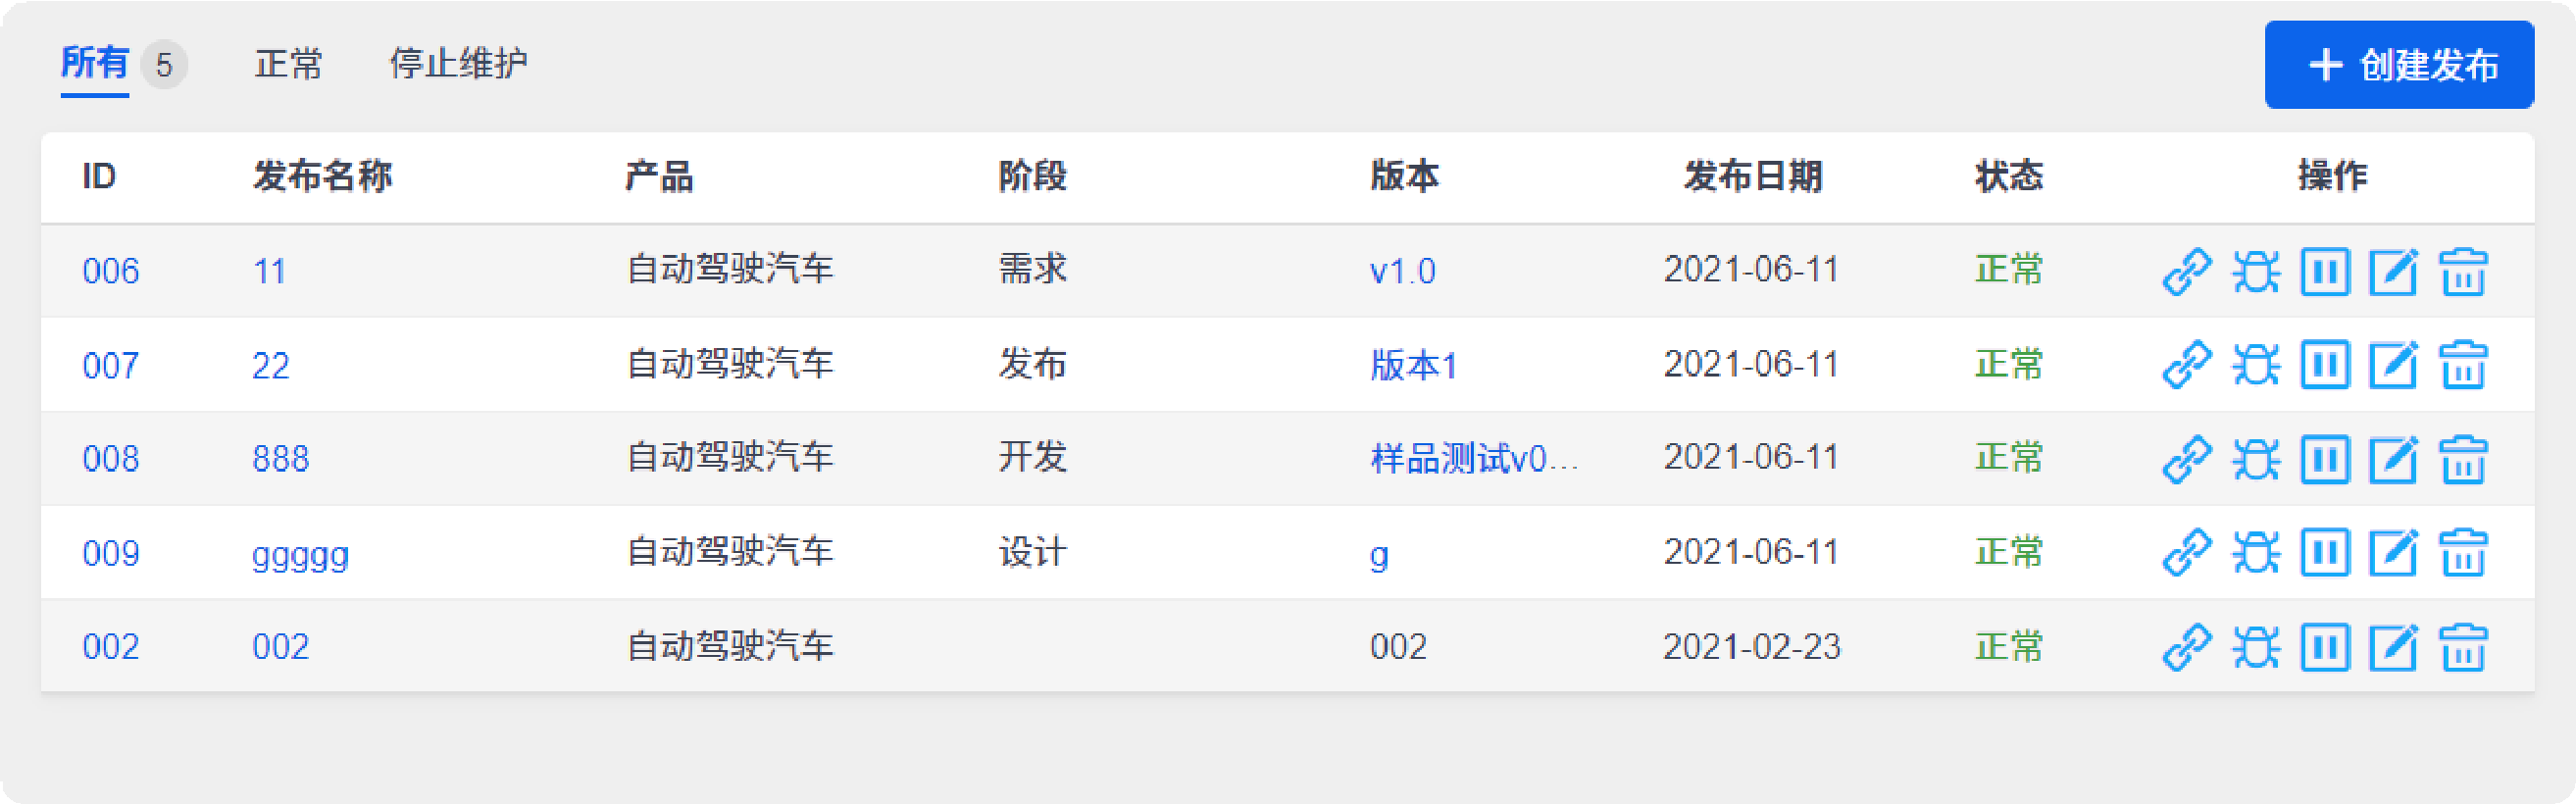 所有 5 正常 停止维护 创建发布
ID 发布名称 产品 阶段 版本 发布日期 状态 操作
006 11 自动驾驶汽车 需求 v1.0 2021-06-11 正常
007 22 自动驾驶汽车 发布 版本1 2021-06-11 正常
008 888 自动驾驶汽车 开发 样品测试v0... 2021-06-11 正常
009 ggggg 自动驾驶汽车 设计 g 2021-06-11 正常
002 002 自动驾驶汽车 002 2021-02-23 正常